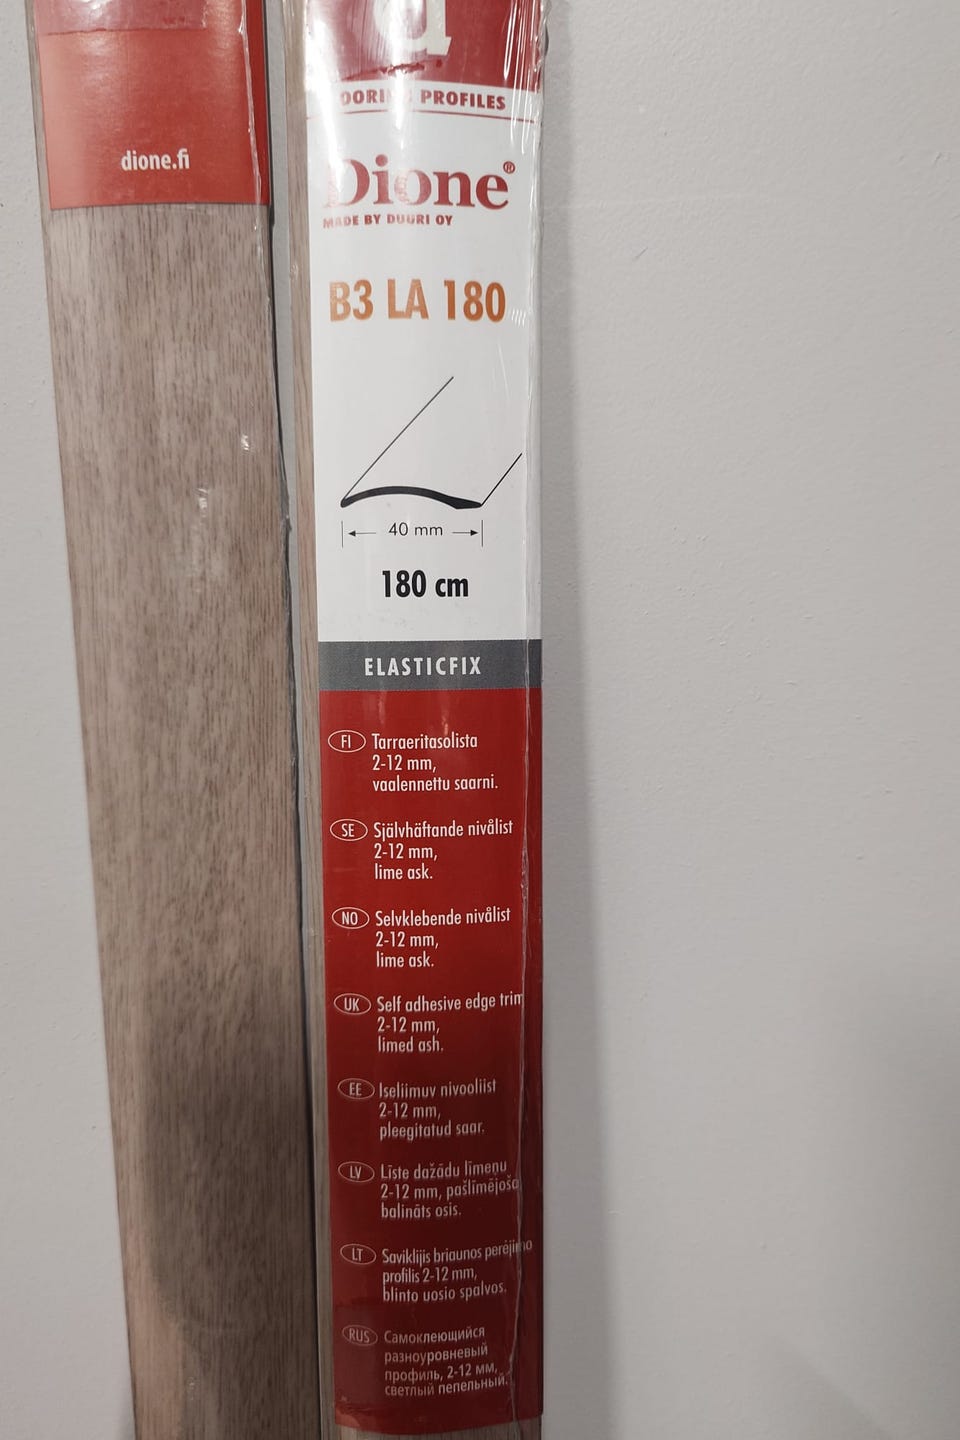 dione.fi
d
PROFILES
Dione®
MADE BY DUURI OY
B3 LA 180
40 mm
180 cm
ELASTICFIX
FI Tarraeritasolista
2-12 mm,
vaalennettu saarni.
SE Självhäftande nivålist
2-12 mm,
lime ask.
NO Selvklebende nivålist
2-12 mm,
lime ask.
UK Self adhesive edge trim
2-12 mm,
limed ash.
EE Iseliimuv nivooliist
2-12 mm,
pleegitatud saar.
LV Līste dažādu līmeņu
2-12 mm, pašlīmējoša
balināts osis.
LT Saviklijis briaunos perėjimo
profilis 2-12 mm,
blinto uosio spalvos.
RUS Самоклеющийся
разноуровневый
профиль, 2-12 мм,
светлый пепельный.